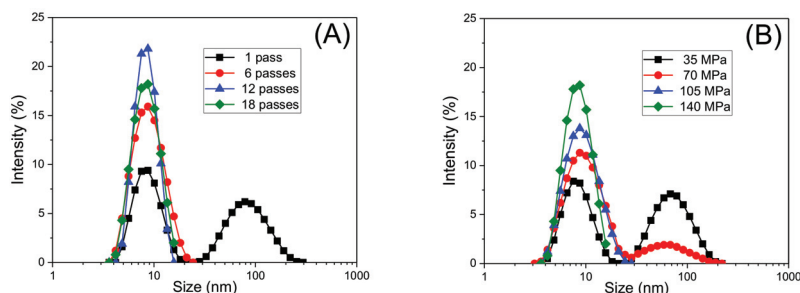 (A)
1 pass
6 passes
12 passes
18 passes
Intensity (%)
25
20
15
10
5
0
1
10
100
1000
Size (nm)
(B)
35 MPa
70 MPa
105 MPa
140 MPa
Intensity (%)
25
20
15
10
5
0
1
10
100
1000
Size (nm)